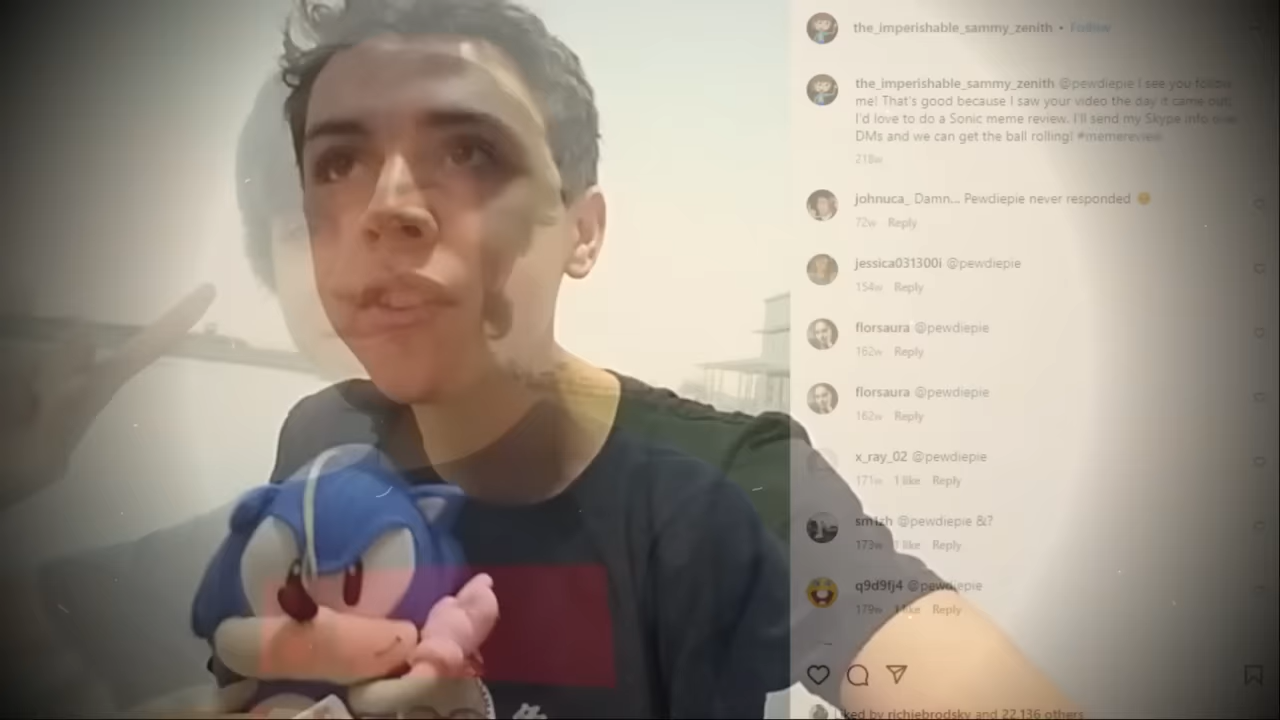 the_imperishable_sammy_zenith • Follow
the_imperishable_sammy_zenith @pewdiepie I see you follow
me! That's good because I saw your video the day it came out!
I'd love to do a Sonic meme review. I'll send my Skype info over
DMs and we can get the ball rolling! #memereview
218w
johnuca_ Damn... Pewdiepie never responded 😔
72w Reply
jessica031300i @pewdiepie
154w Reply
florsaura @pewdiepie
162w Reply
florsaura @pewdiepie
162w Reply
x_ray_02 @pewdiepie
171w 1 like Reply
sm1zh @pewdiepie &?
173w 1 like Reply
q9d9fj4 @pewdiepie
179w 1 like Reply
Liked by richiebrodsky and 22,136 others